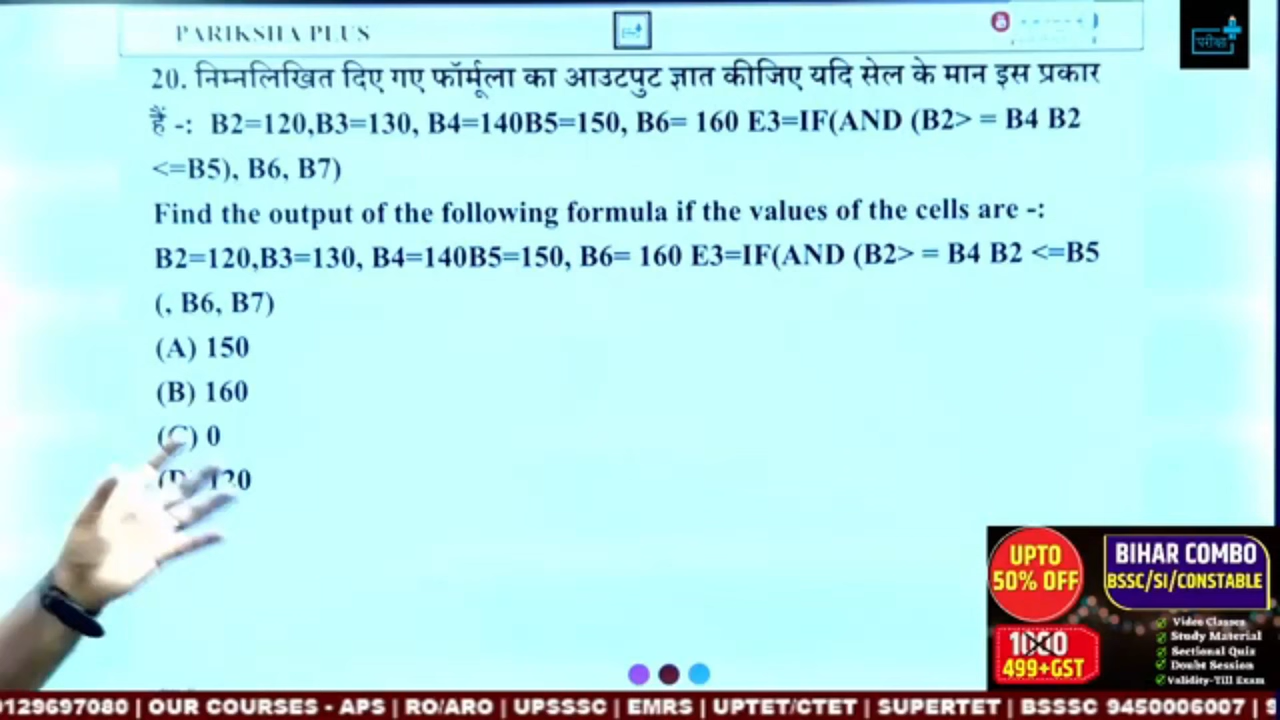 PARIKSHA PLUS
परीक्षा
20. निम्नलिखित दिए गए फॉर्मूला का आउटपुट ज्ञात कीजिए यदि सेल के मान इस प्रकार
हैं -: B2=120,B3=130, B4=140B5=150, B6= 160 E3=IF(AND (B2> = B4 B2
<=B5), B6, B7)
Find the output of the following formula if the values of the cells are -:
B2=120,B3=130, B4=140B5=150, B6= 160 E3=IF(AND (B2> = B4 B2 <=B5
(, B6, B7)
(A) 150
(B) 160
(C) 0
120
UPTO
50% OFF
BIHAR COMBO
BSSC/SI/CONSTABLE
499+GST
Video Classes
Study Material
Sectional Quiz
Doubt Session
Validity-Till Exam
9129697080 | OUR COURSES - APS | RO/ARO | UPSSSC | EMRS | UPTET/CTET | SUPERTET | BSSSC 9450006007 |